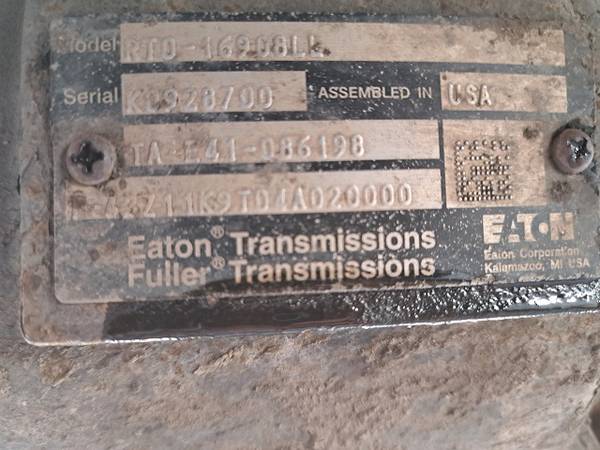 Model RTO-16908LL
Serial K0928700 ASSEMBLED IN USA
TA-E41-086198
Eaton® Transmissions
Fuller® Transmissions
EATON
Eaton Corporation
Kalamazoo, MI USA